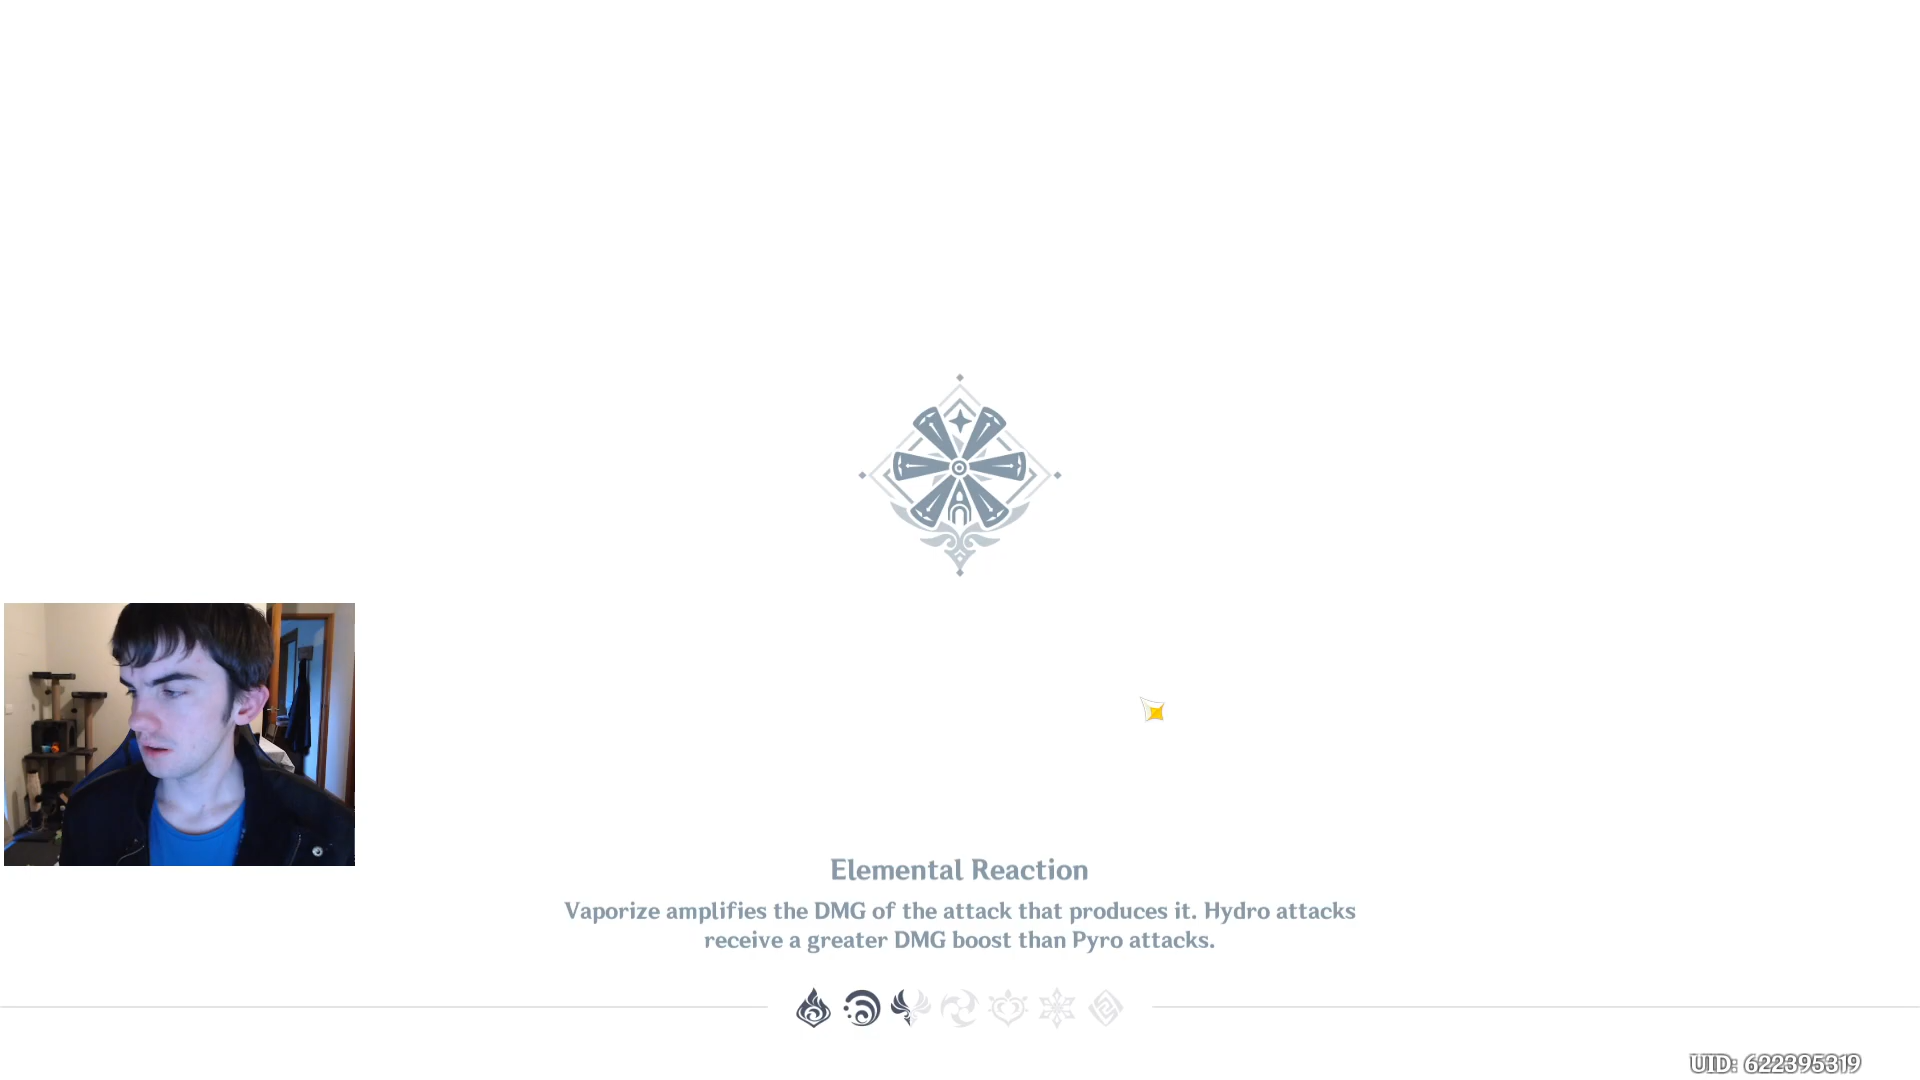 Elemental Reaction
Vaporize amplifies the DMG of the attack that produces it. Hydro attacks
receive a greater DMG boost than Pyro attacks.
UID: 622395319